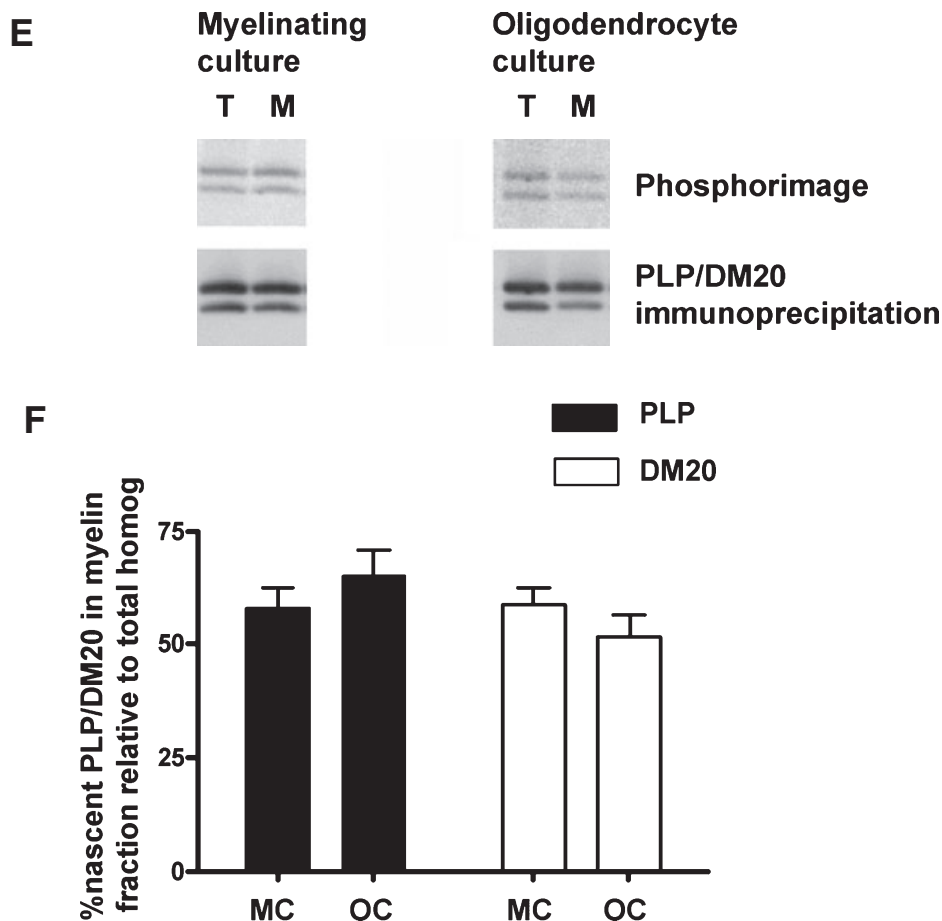 E
Myelinating
culture
Oligodendrocyte
culture
T M
T M
Phosphorimage
PLP/DM20
immunoprecipitation
F
PLP
DM20
%nascent PLP/DM20 in myelin
fraction relative to total homog
75
50
25
0
MC OC MC OC